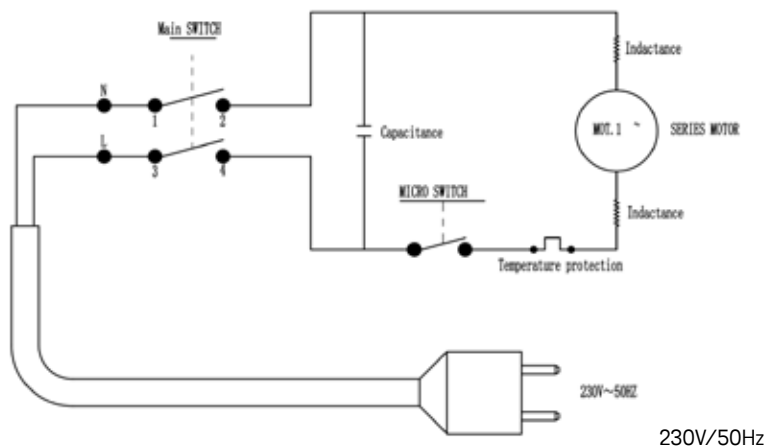 Main SWITCH
Indactance
N
1
2
Capacitance
MOT.1 ~
SERIES MOTOR
L
3
4
MICRO SWITCH
Indactance
Temperature protection
230V~50HZ
230V/50Hz